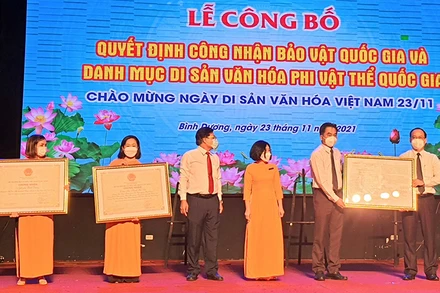 LỄ CÔNG BỐ
QUYẾT ĐỊNH CÔNG NHẬN BẢO VẬT QUỐC GIA VÀ
DANH MỤC DI SẢN VĂN HÓA PHI VẬT THỂ QUỐC GIA
CHÀO MỪNG NGÀY DI SẢN VĂN HÓA VIỆT NAM 23/11
Bình Dương, ngày 23 tháng 11 năm 2021